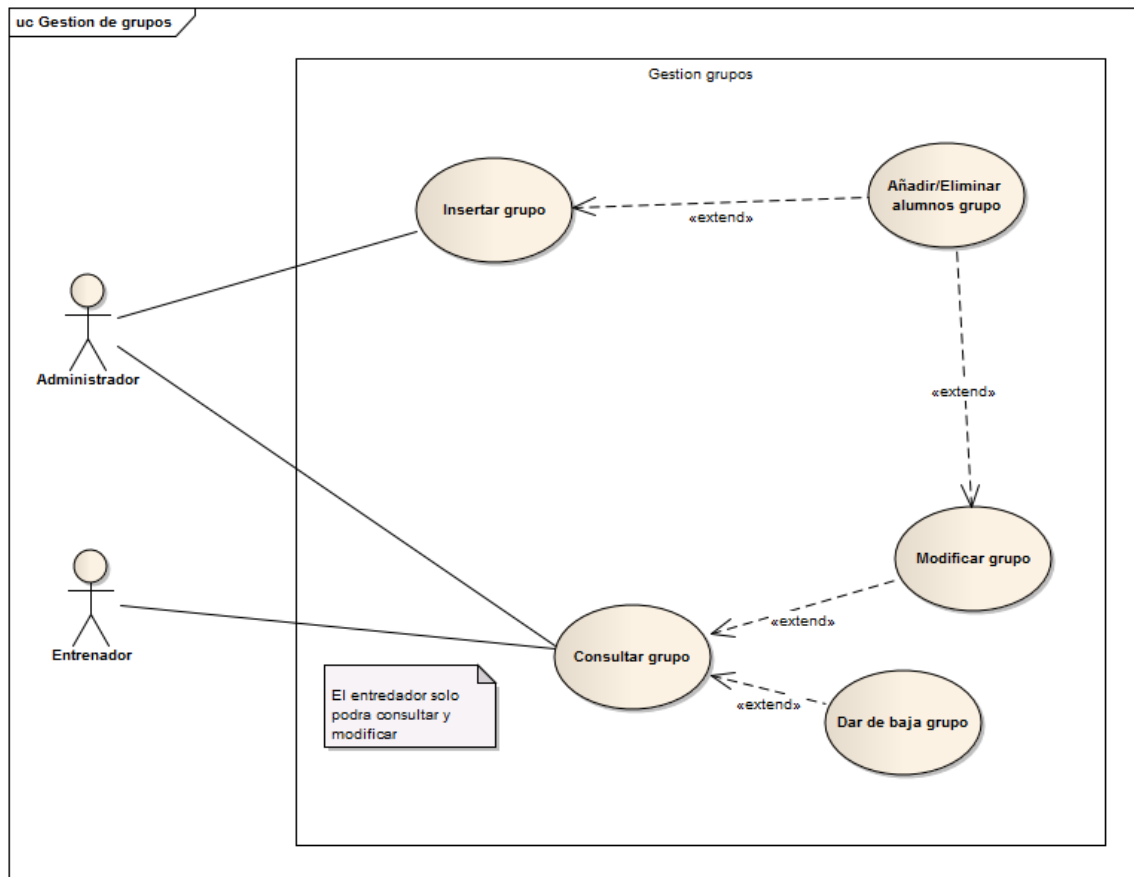 uc Gestion de grupos
Gestion grupos
Insertar grupo
«extend»
Añadir/Eliminar
alumnos grupo
Administrador
«extend»
Modificar grupo
Entrenador
Consultar grupo
«extend»
El entredador solo
podra consultar y
modificar
«extend»
Dar de baja grupo